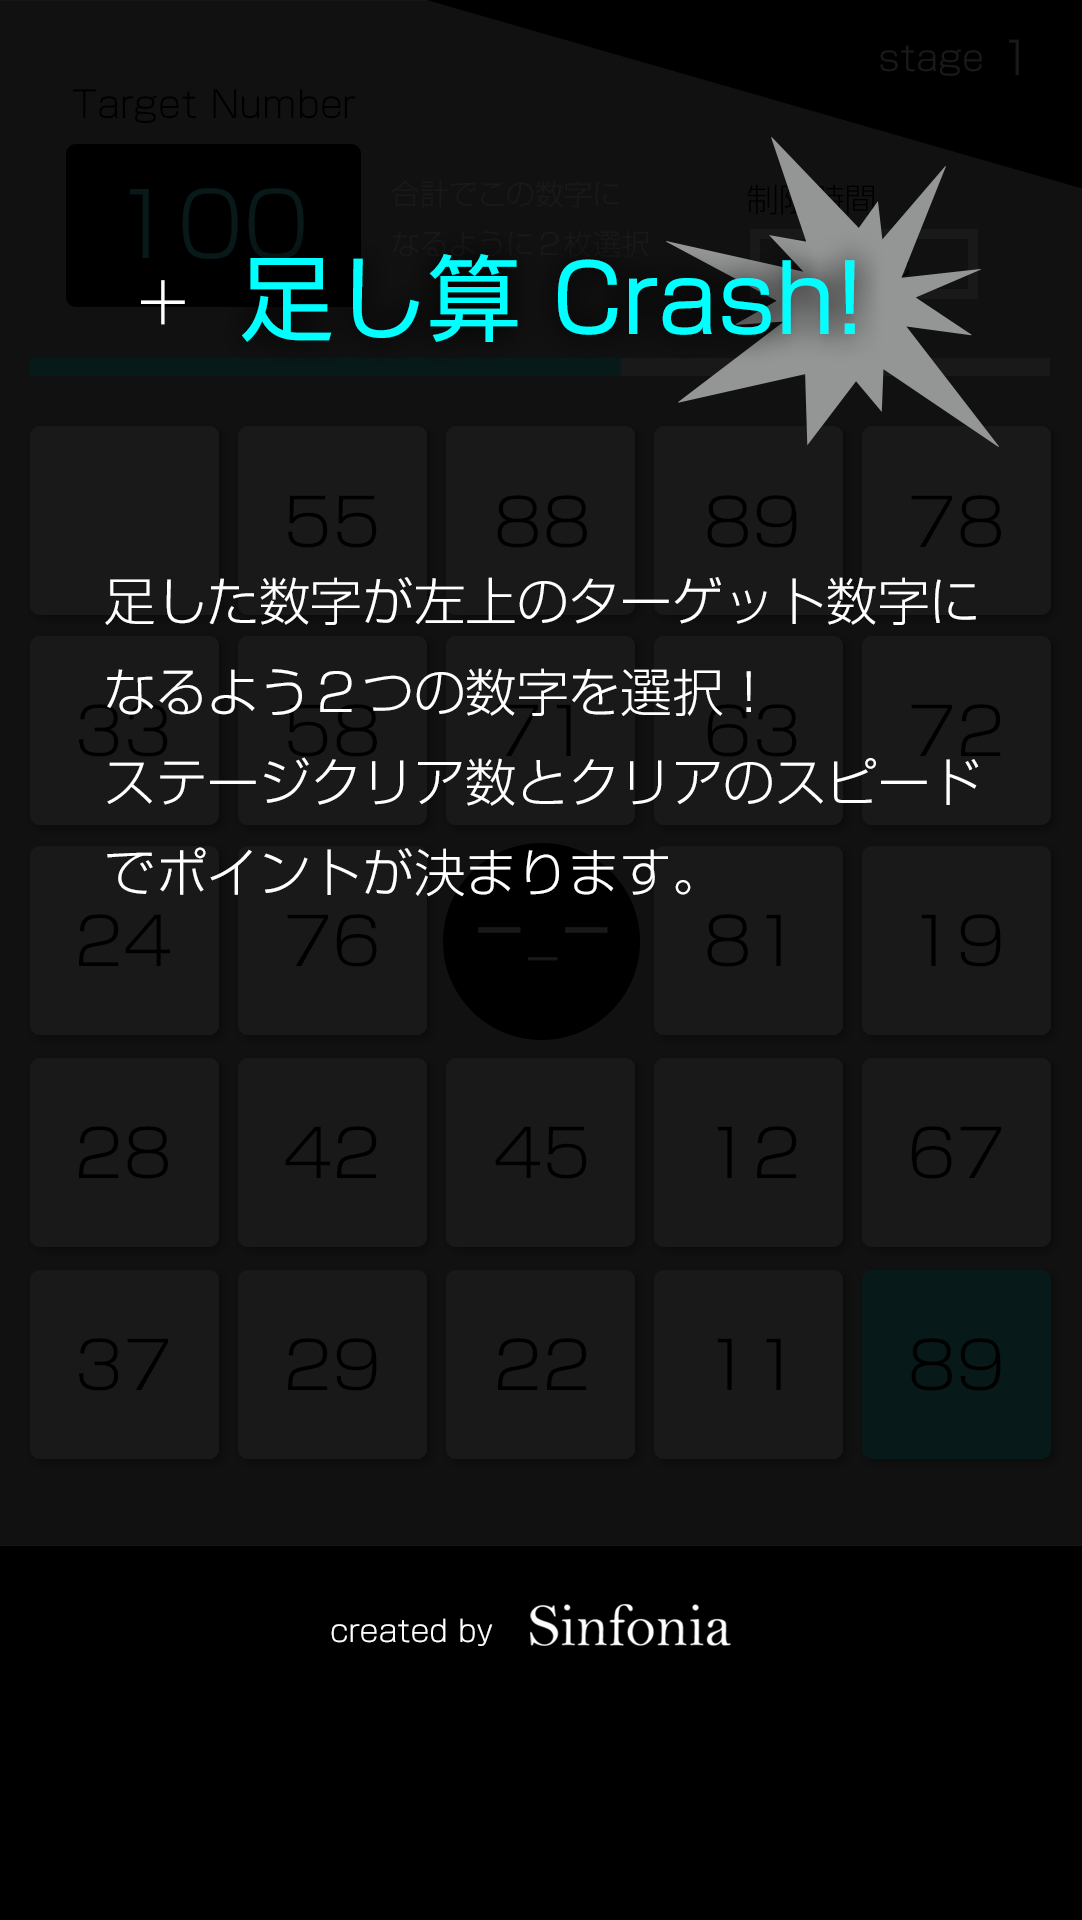 stage 1
Target Number
100
合計でこの数字に
なるように2枚選択
制限時間
+ 足し算 Crash!
55 88 89 78
足した数字が左上のターゲット数字に
なるよう２つの数字を選択！
33 58 71 63 72
ステージクリア数とクリアのスピード
でポイントが決まります。
24 76 81 19
28 42 45 12 67
37 29 22 11 89
created by Sinfonia